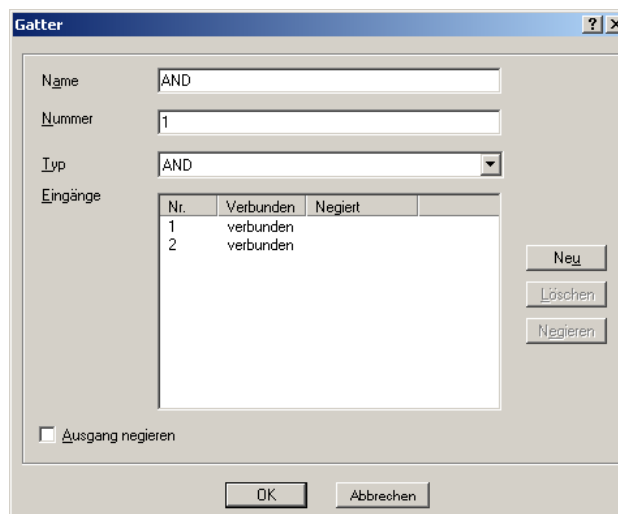 Gatter
Name AND
Nummer 1
Typ AND
Eingänge
Nr. Verbunden Negiert
1 verbunden
2 verbunden
Neu
Löschen
Negieren
Ausgang negieren
OK Abbrechen